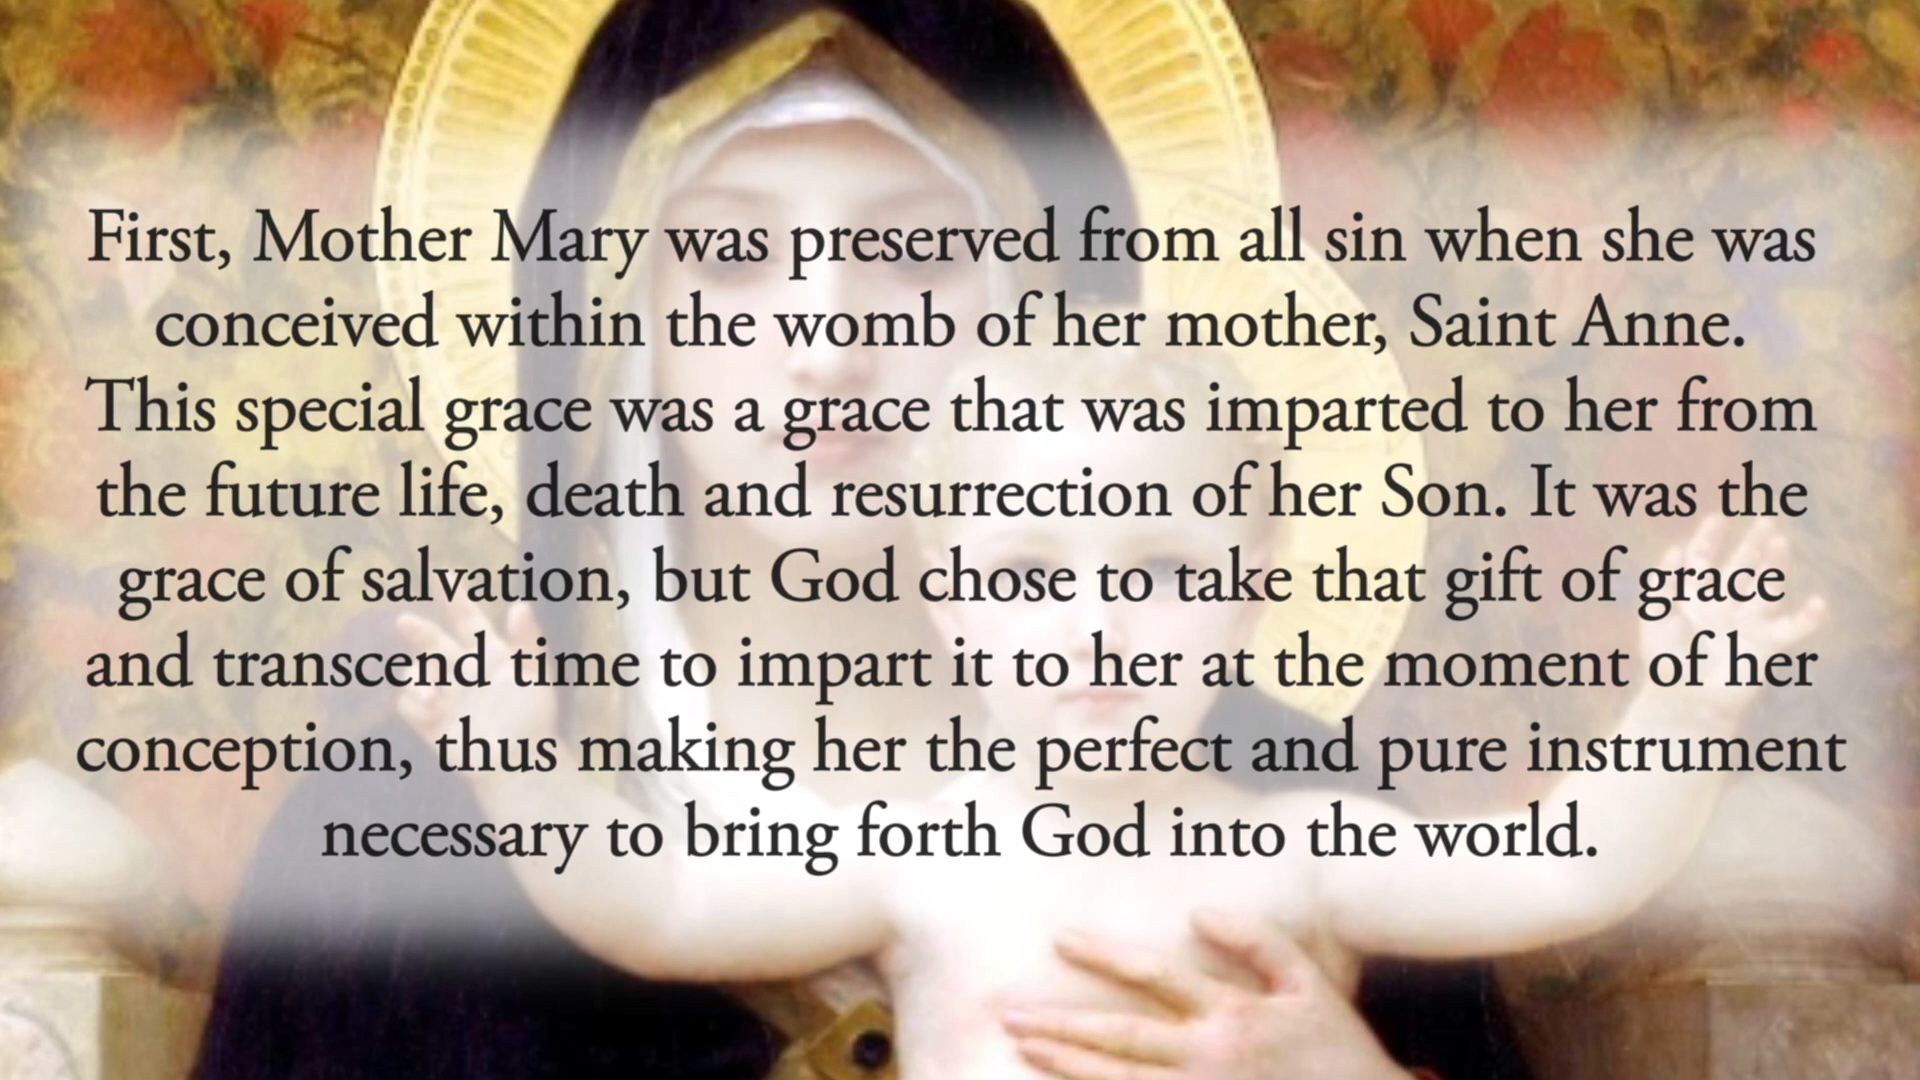 First, Mother Mary was preserved from all sin when she was
conceived within the womb of her mother, Saint Anne.
This special grace was a grace that was imparted to her from
the future life, death and resurrection of her Son. It was the
grace of salvation, but God chose to take that gift of grace
and transcend time to impart it to her at the moment of her
conception, thus making her the perfect and pure instrument
necessary to bring forth God into the world.